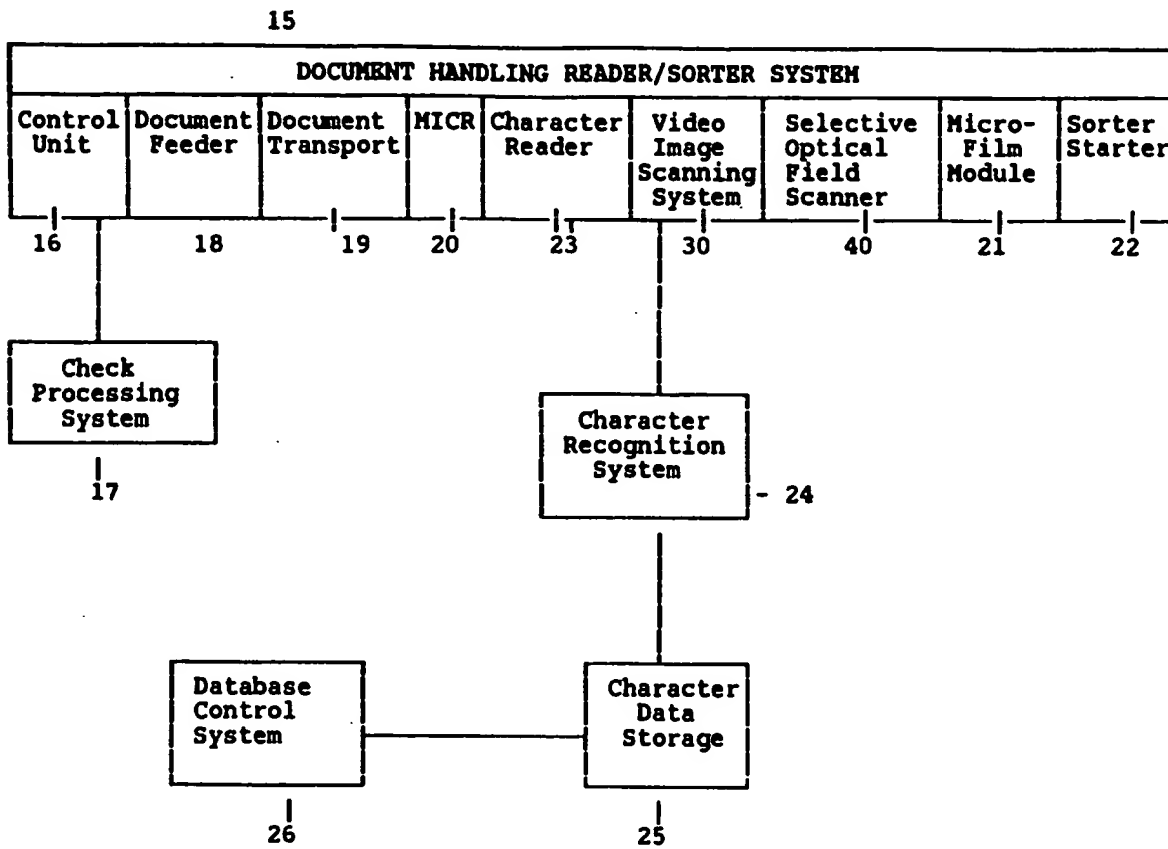 15
DOCUMENT HANDLING READER/SORTER SYSTEM
Control Unit
Document Feeder
Document Transport
MICR
Character Reader
Video Image Scanning System
Selective Optical Field Scanner
Micro- Film Module
Sorter Starter
16 18 19 20 23 30 40 21 22
Check
Processing
System
17
Character
Recognition
System
- 24
Database
Control
System
26
Character
Data
Storage
25